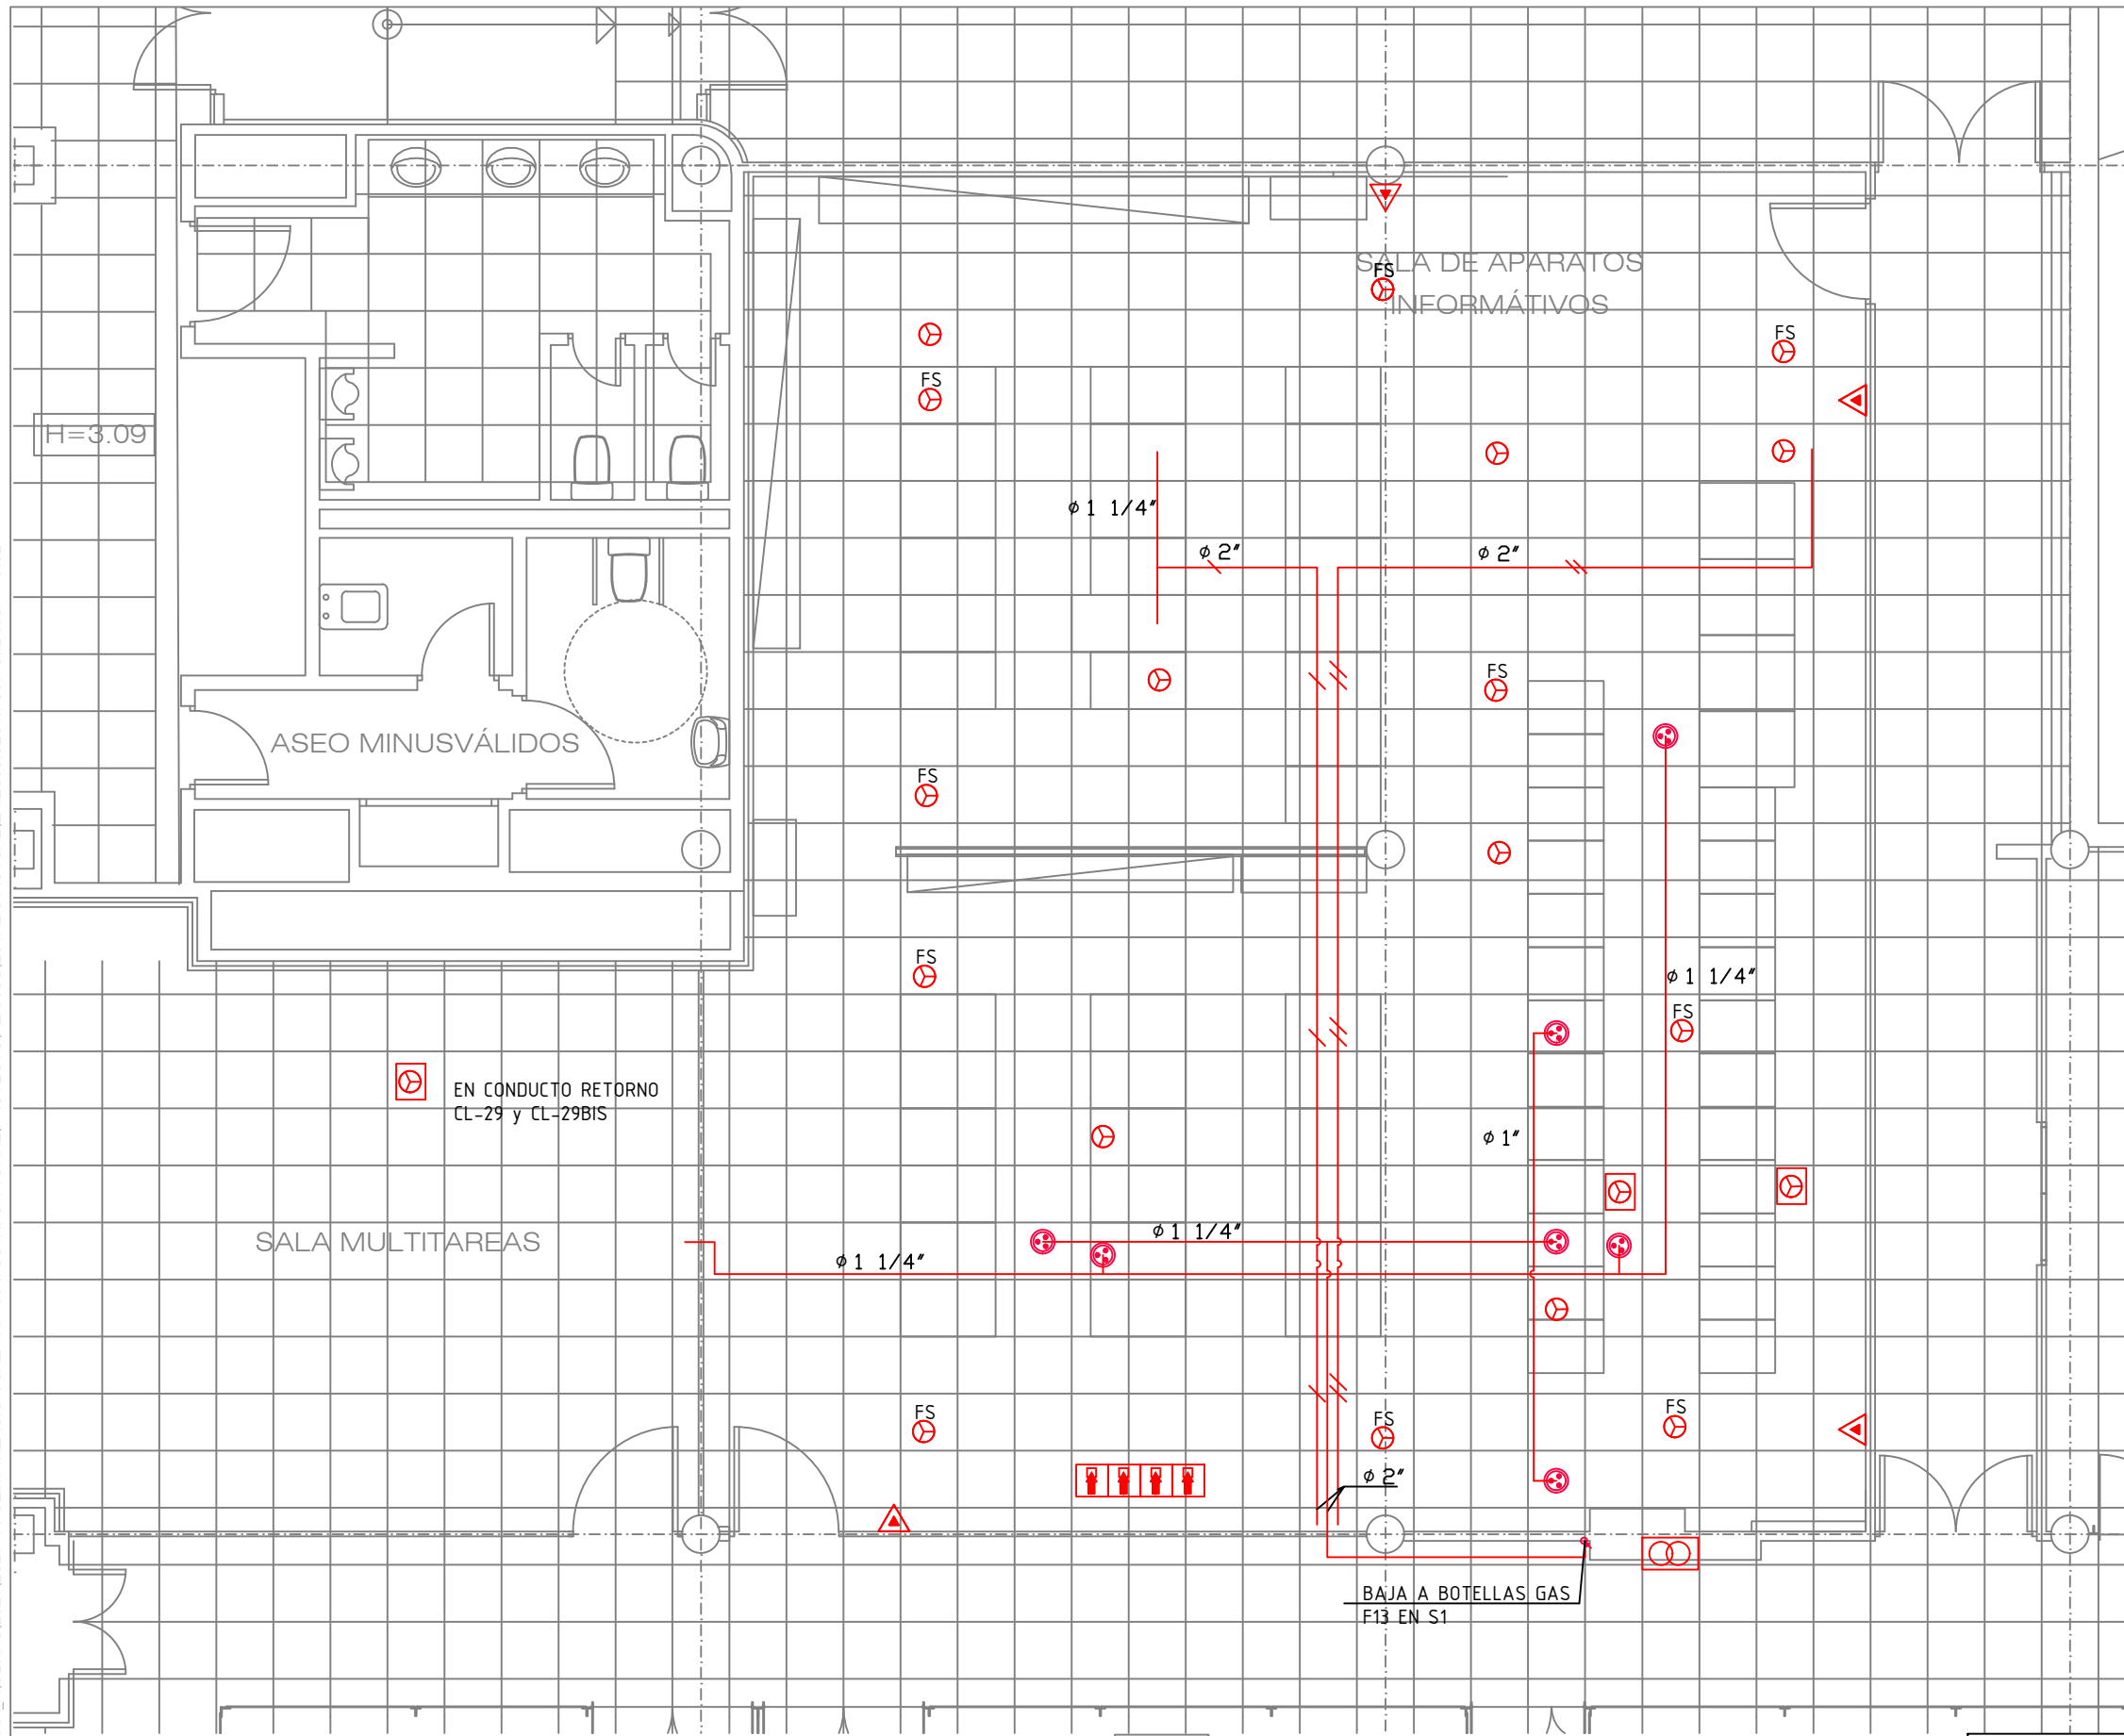 SALA DE APARATOS
INFORMÁTIVOS
FS
FS
FS
H=3.09
ø 1 1/4"
ø 2"
ø 2"
FS
ASEO MINUSVÁLIDOS
FS
FS
ø 1 1/4"
FS
EN CONDUCTO RETORNO
CL-29 y CL-29BIS
ø 1"
SALA MULTITAREAS
ø 1 1/4"
ø 1 1/4"
FS
FS
FS
ø 2"
BAJA A BOTELLAS GAS
F13 EN S1